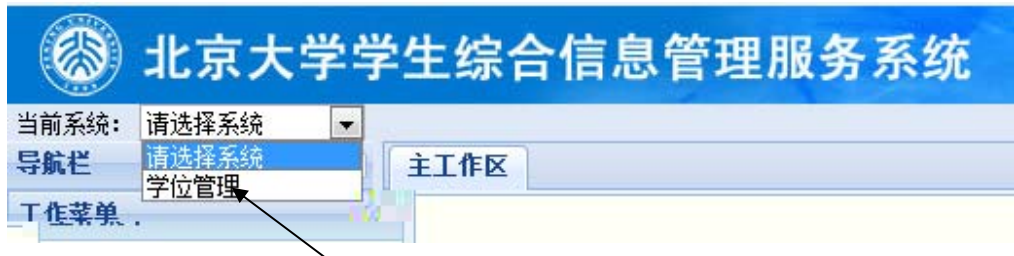 北京大学学生综合信息管理服务系统
当前系统： 请选择系统
导航栏 请选择系统 主工作区
学位管理
工作菜单